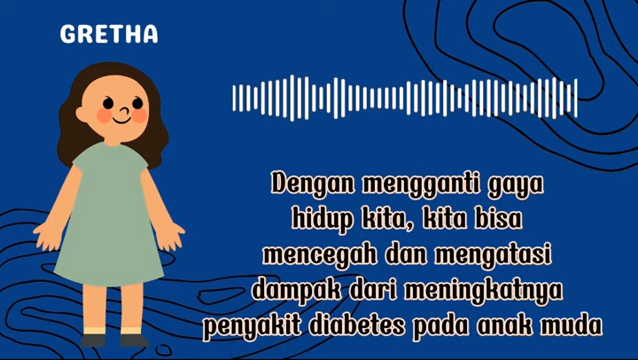 GRETHA
Dengan mengganti gaya
hidup kita, kita bisa
mencegah dan mengatasi
dampak dari meningkatnya
penyakit diabetes pada anak muda